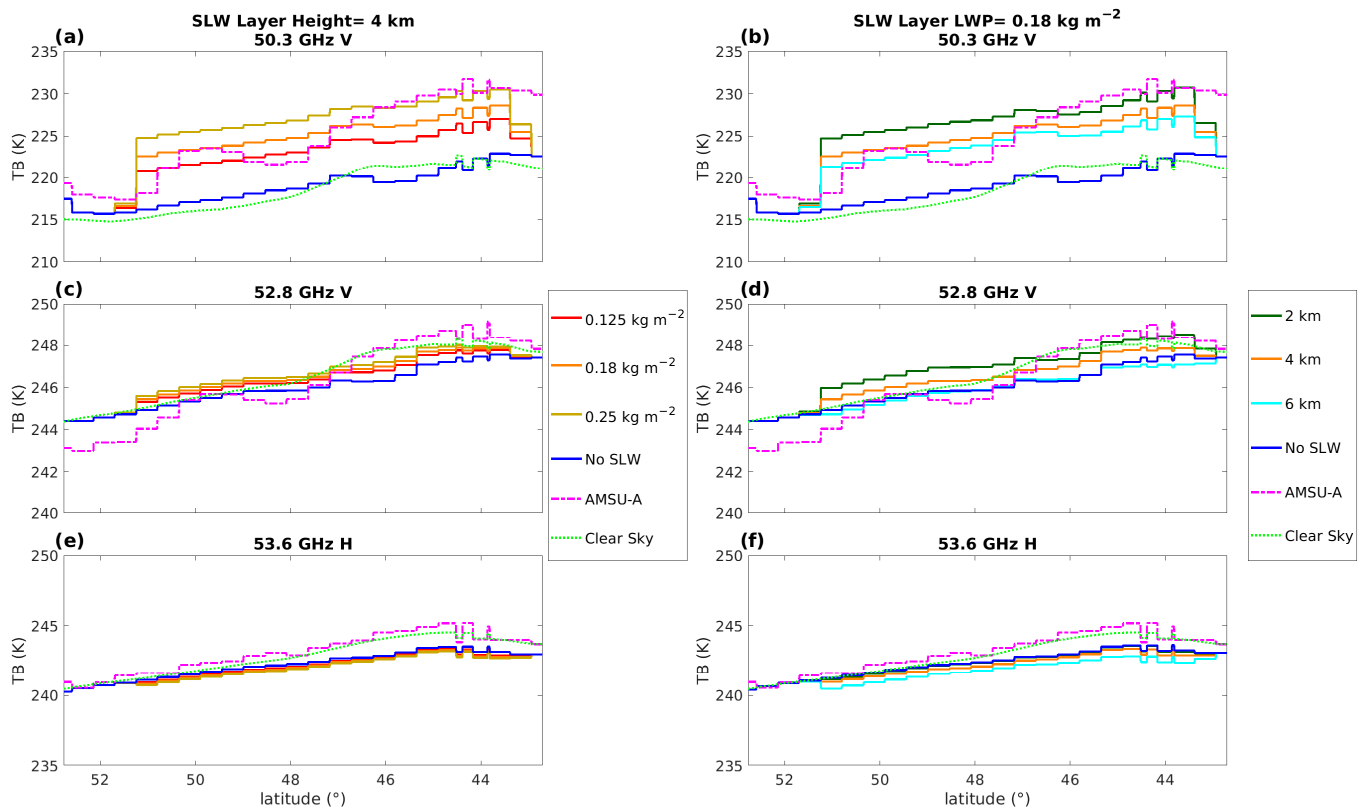 SLW Layer Height= 4 km
(a)
50.3 GHz V
235
230
225
220
215
210
TB (K)
SLW Layer LWP= 0.18 kg m−2
(b)
50.3 GHz V
235
230
225
220
215
210
TB (K)
(c)
52.8 GHz V
250
248
246
244
242
240
TB (K)
0.125 kg m−2
0.18 kg m−2
0.25 kg m−2
No SLW
AMSU-A
Clear Sky
(d)
52.8 GHz V
250
248
246
244
242
240
TB (K)
2 km
4 km
6 km
No SLW
AMSU-A
Clear Sky
(e)
53.6 GHz H
250
245
240
235
TB (K)
52 50 48 46 44
latitude (°)
(f)
53.6 GHz H
250
245
240
235
TB (K)
52 50 48 46 44
latitude (°)